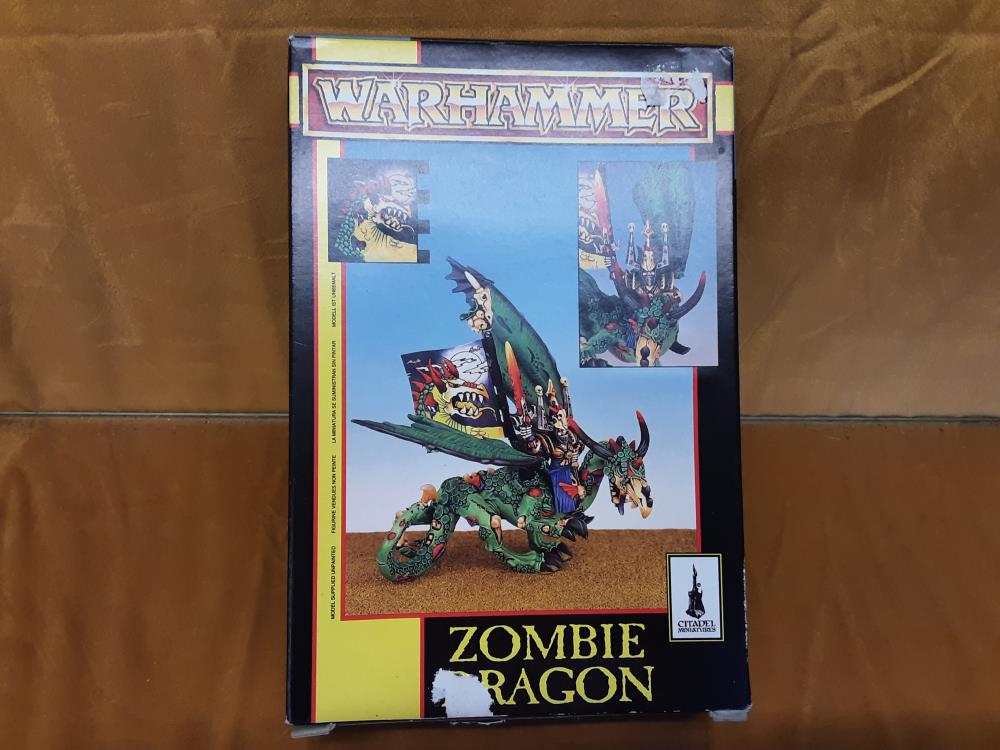 WARHAMMER
MODELL IST UNBEMALT
LA MINIATURA SE SUMINISTRAN SIN PINTAR
FIGURINE VENDUES NON PEINTE
MODEL SUPPLIED UNPAINTED
CITADEL
MINIATURES
ZOMBIE
DRAGON